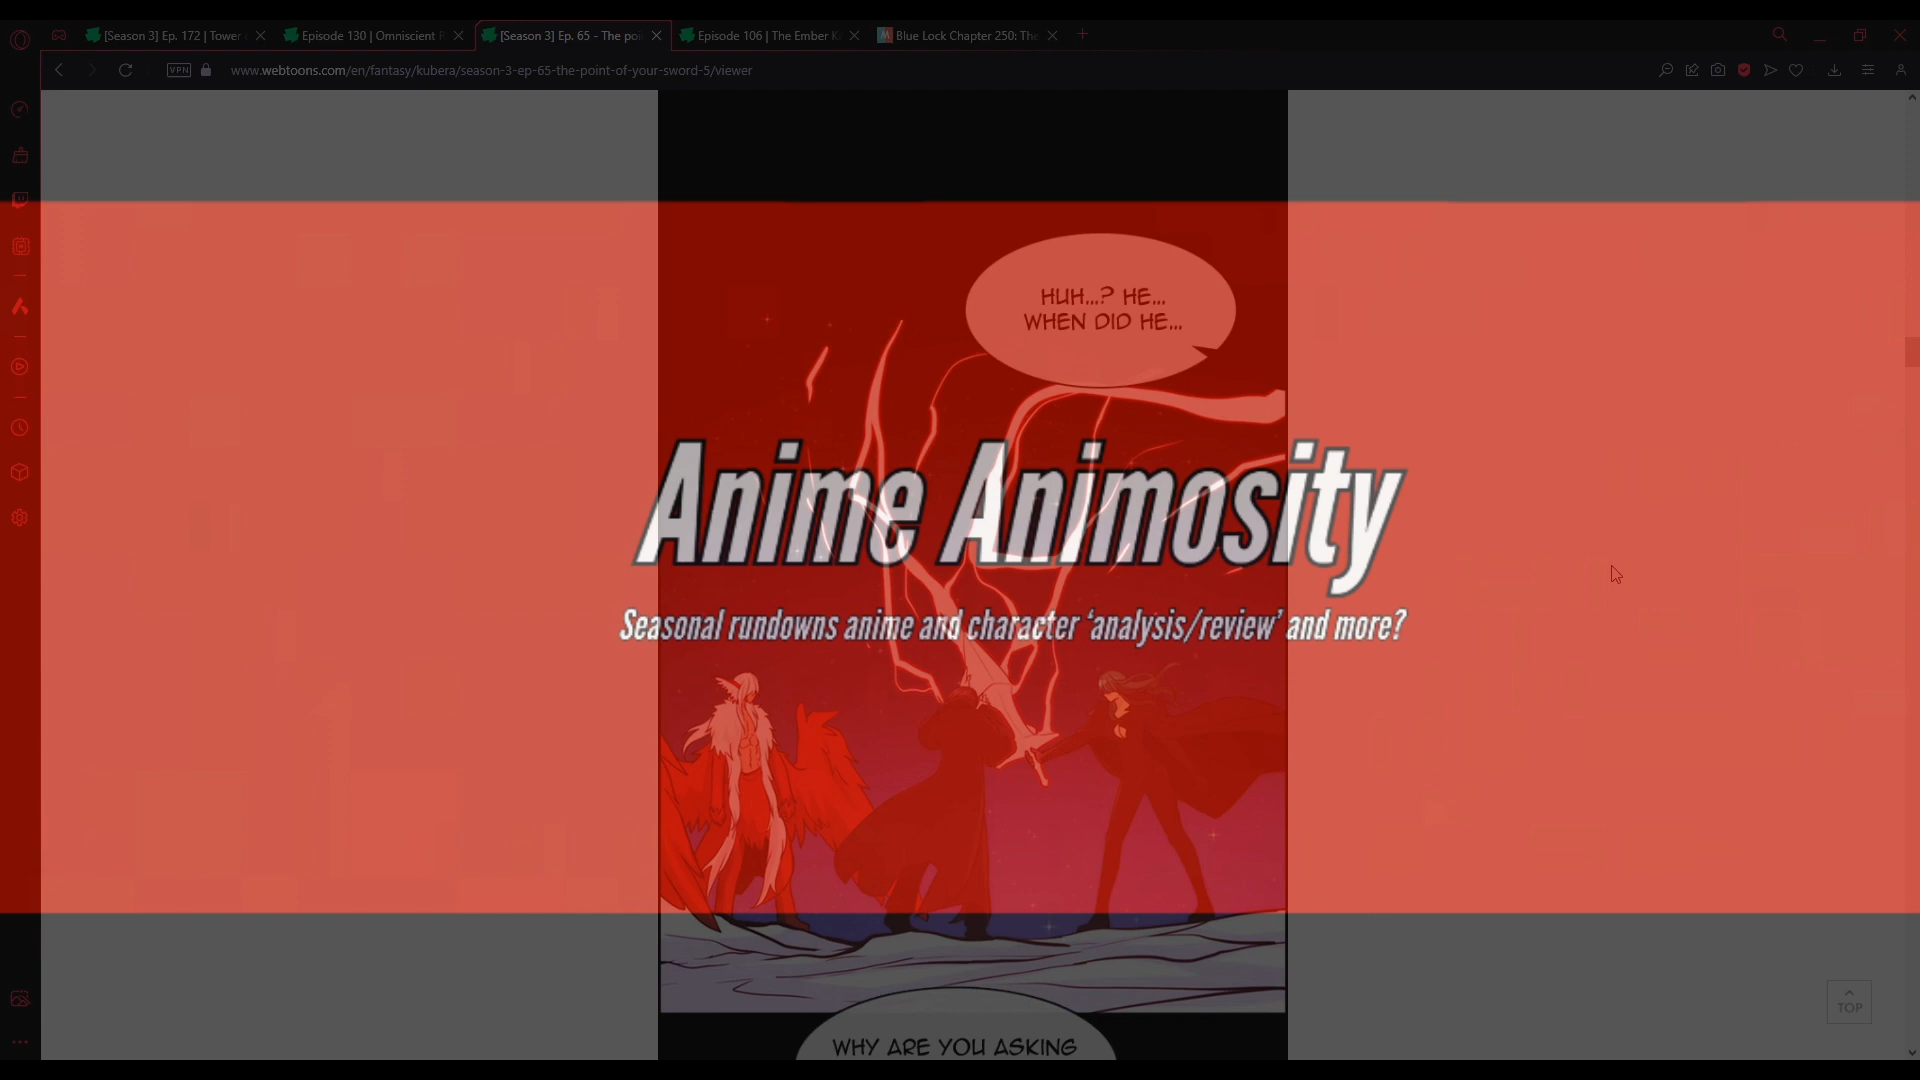 [Season 3] Ep. 172 | Tower
Episode 130 | Omniscient R
[Season 3] Ep. 65 - The poi
Episode 106 | The Ember K
Blue Lock Chapter 250: The
VPN
www.webtoons.com/en/fantasy/kubera/season-3-ep-65-the-point-of-your-sword-5/viewer
HUH...? HE...
WHEN DID HE...
Anime Animosity
Seasonal rundowns anime and character ‘analysis/review’ and more?
TOP
WHY ARE YOU ASKING